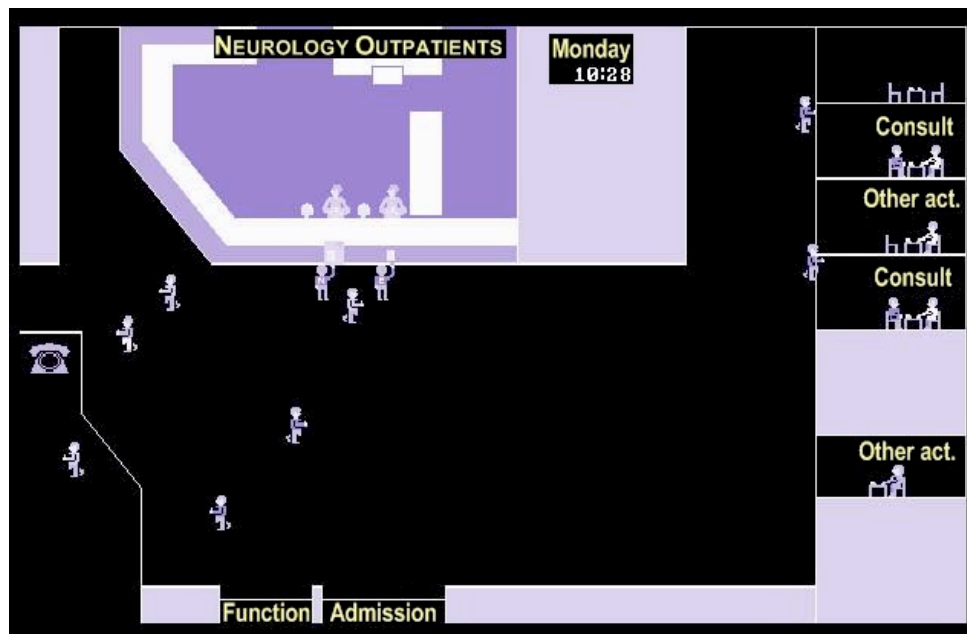 NEUROLOGY OUTPATIENTS
Monday
10:28
Consult
Other act.
Consult
Other act.
Function
Admission